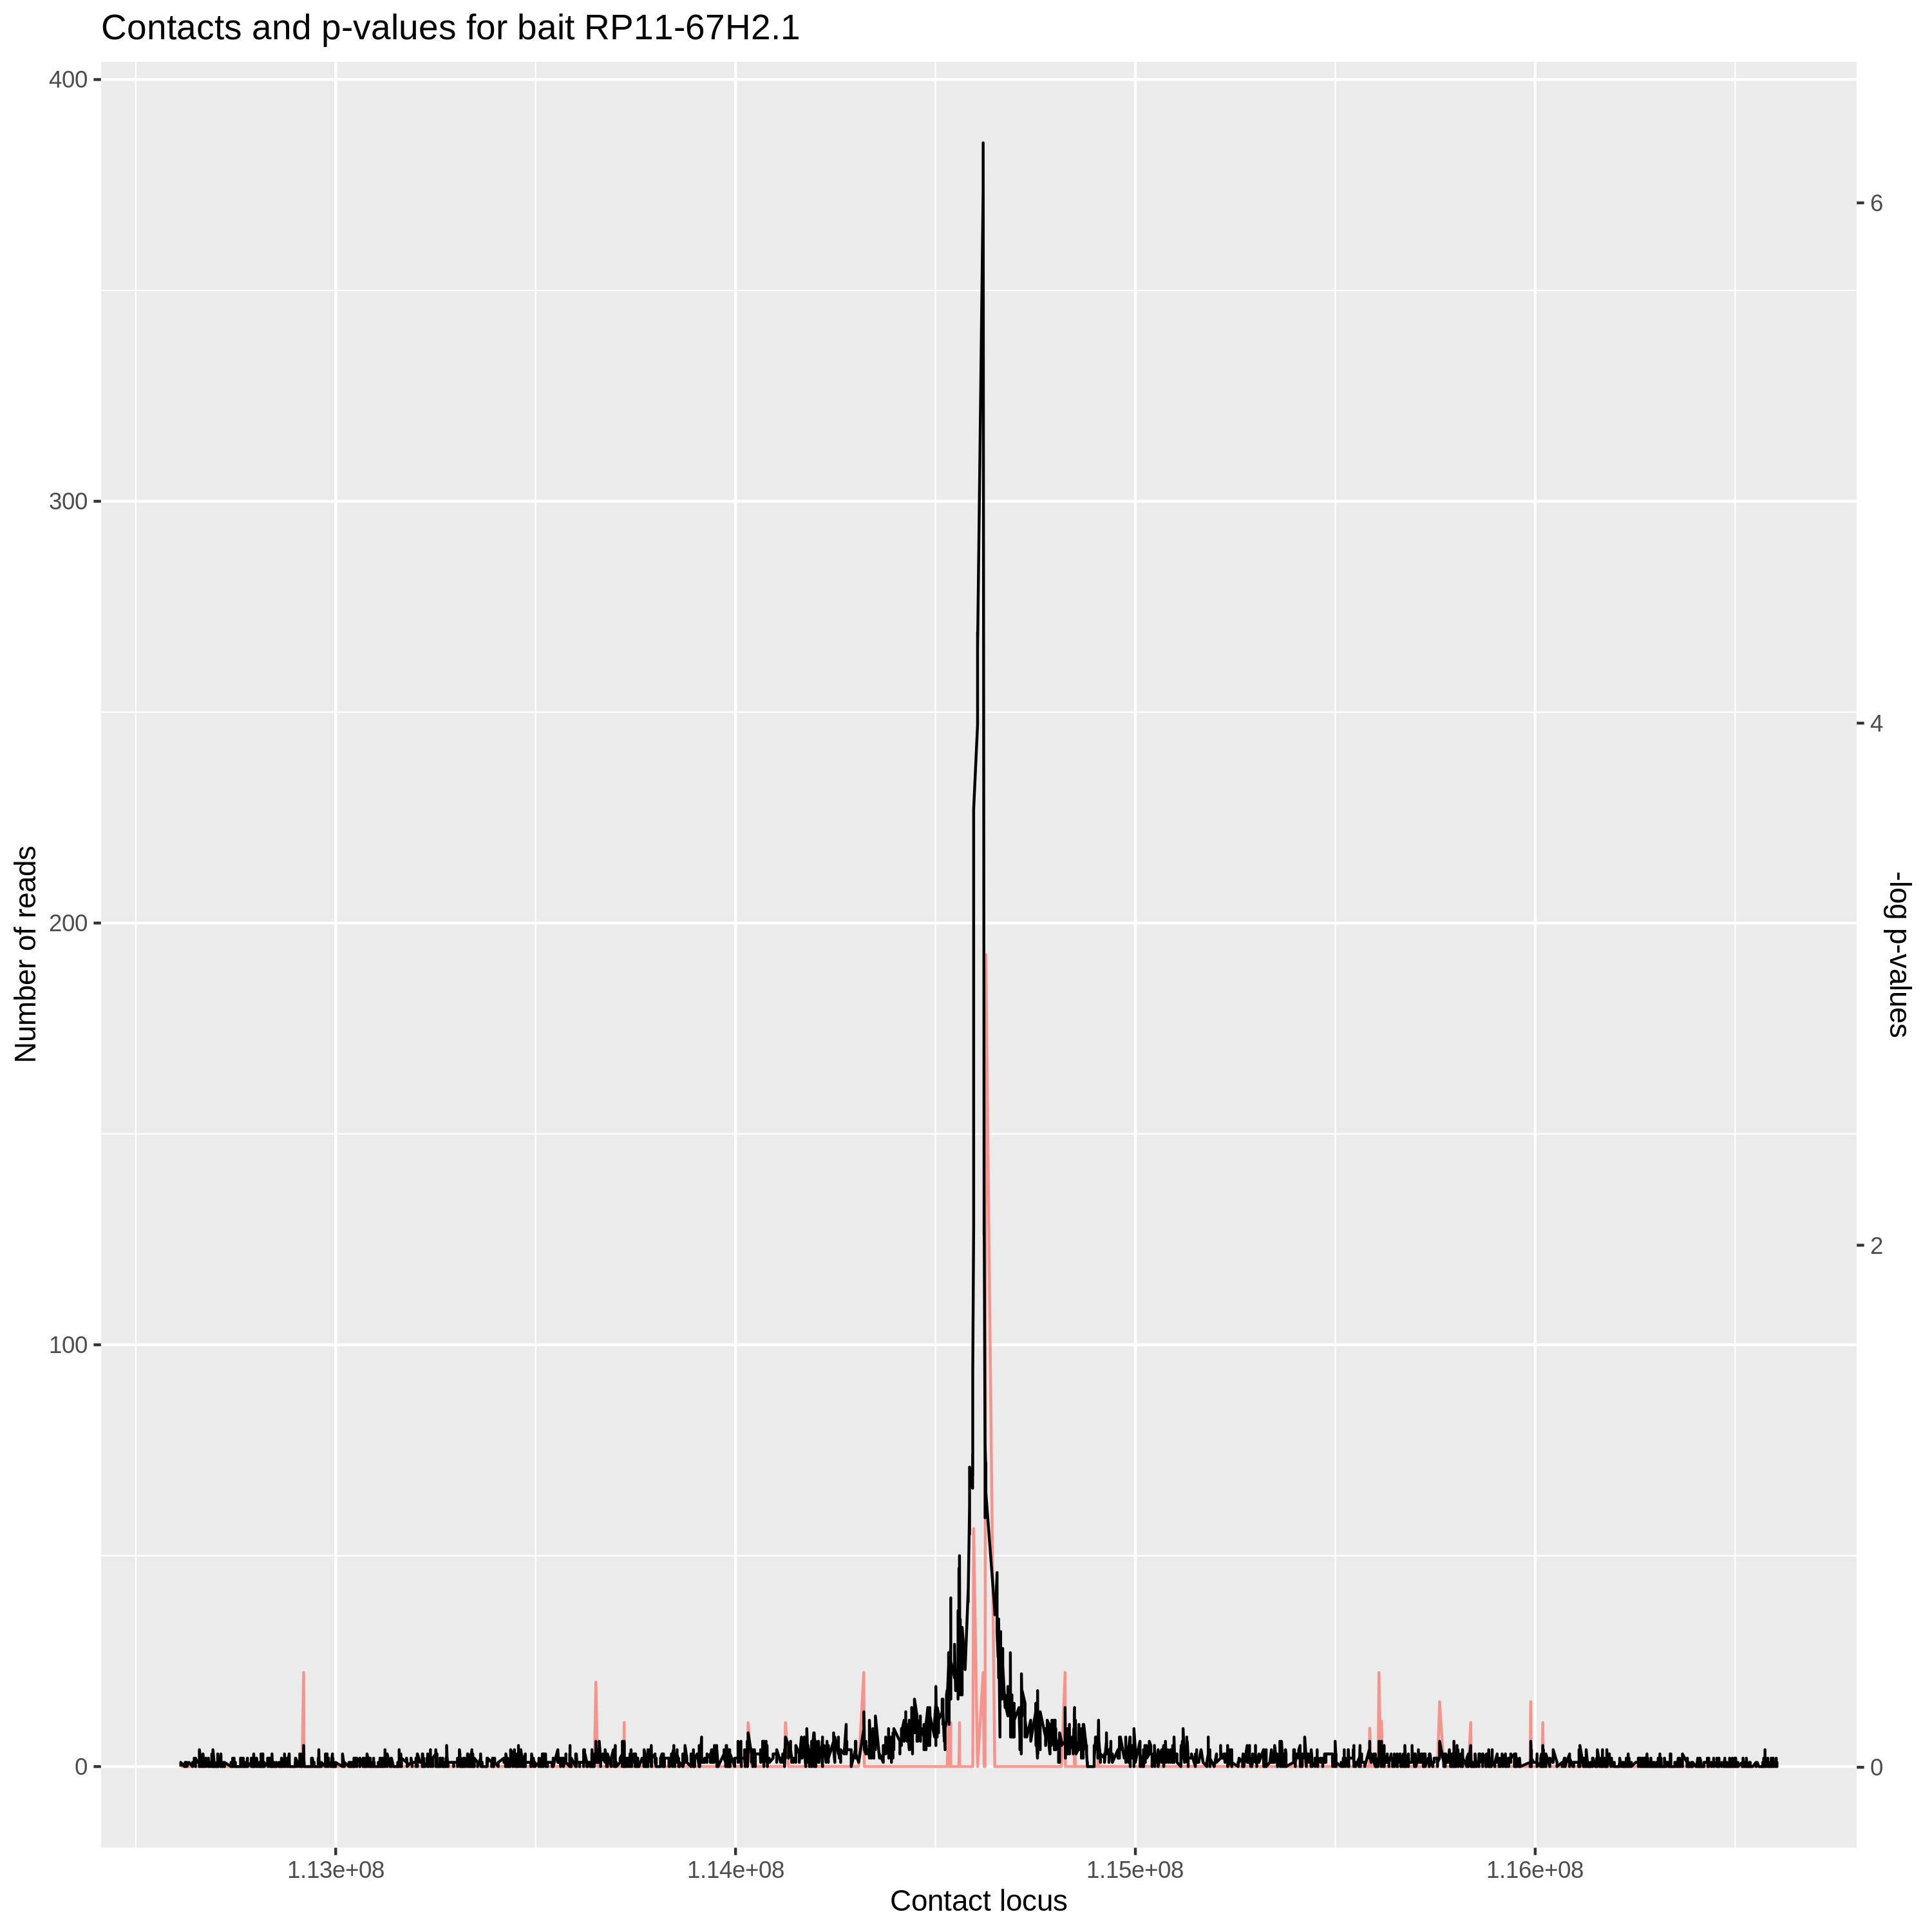 Contacts and p-values for bait RP11-67H2.1
400
300
200
100
0
Number of reads
6
4
2
0
-log p-values
1.13e+08
1.14e+08
1.15e+08
1.16e+08
Contact locus